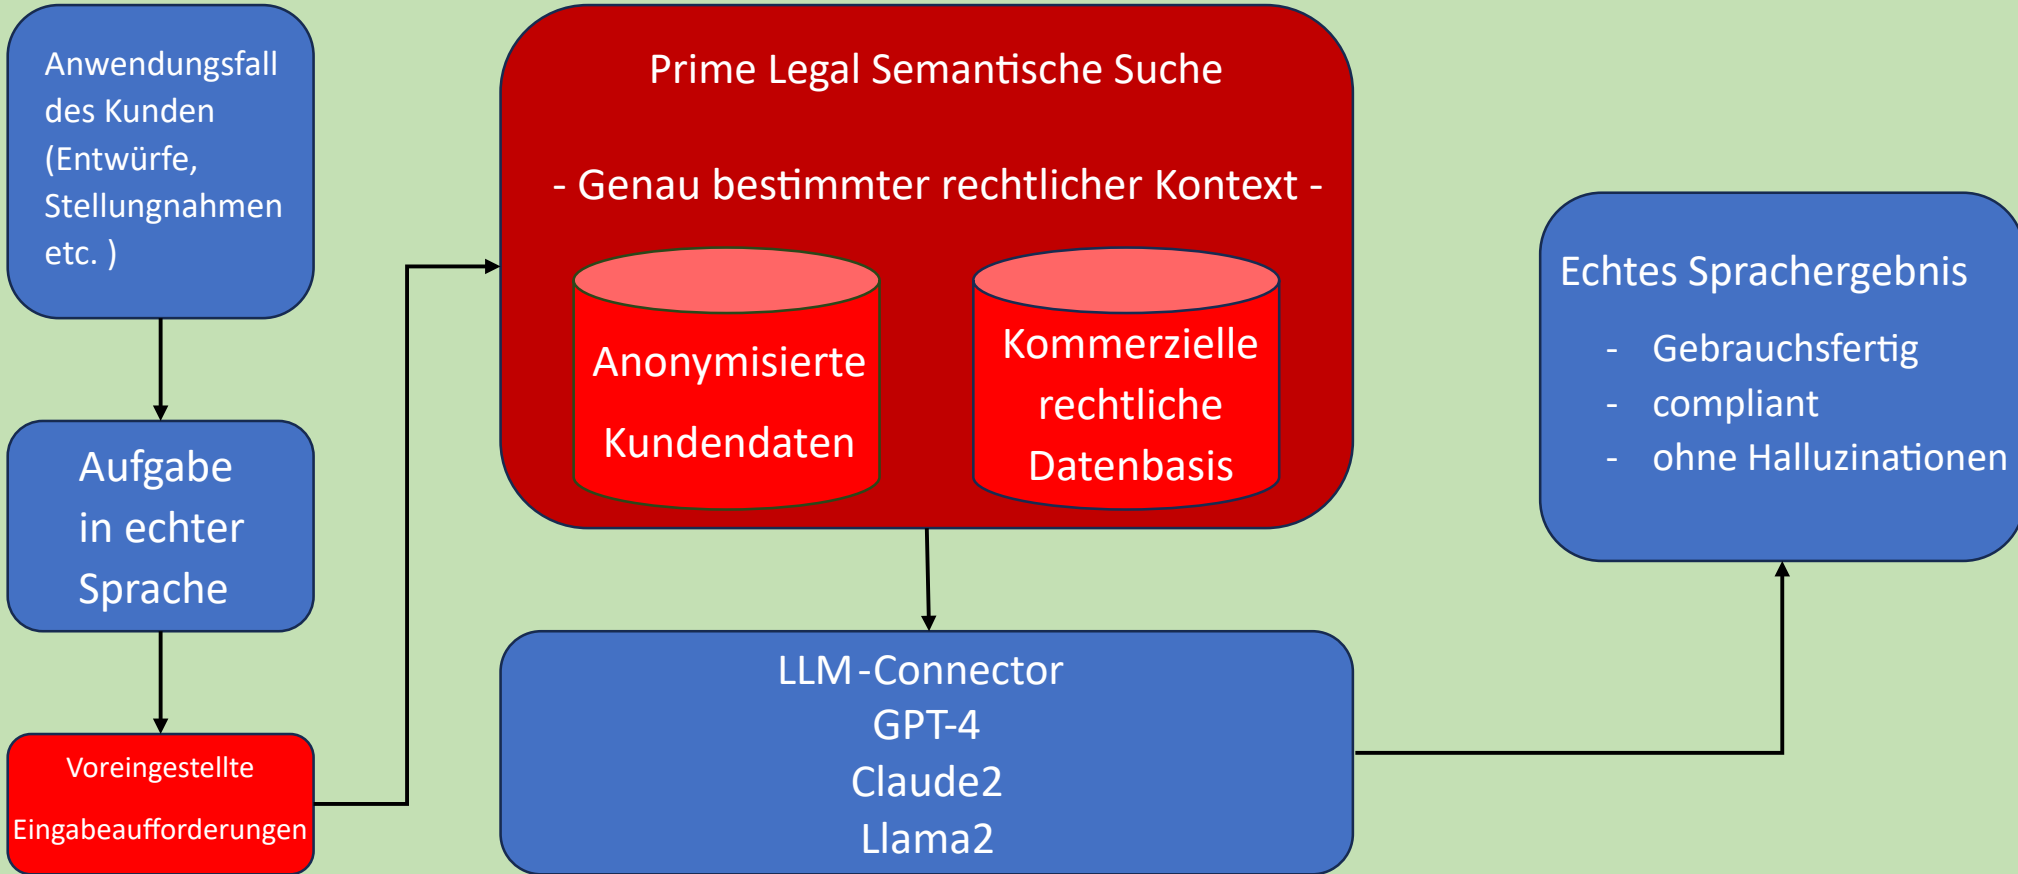 Anwendungsfall
des Kunden
(Entwürfe,
Stellungnahmen
etc. )
Aufgabe
in echter
Sprache
Voreingestellte
Eingabeaufforderungen
Prime Legal Semantische Suche
- Genau bestimmter rechtlicher Kontext -
Anonymisierte
Kundendaten
Kommerzielle
rechtliche
Datenbasis
LLM-Connector
GPT-4
Claude2
Llama2
Echtes Sprachergebnis
- Gebrauchsfertig
- compliant
- ohne Halluzinationen